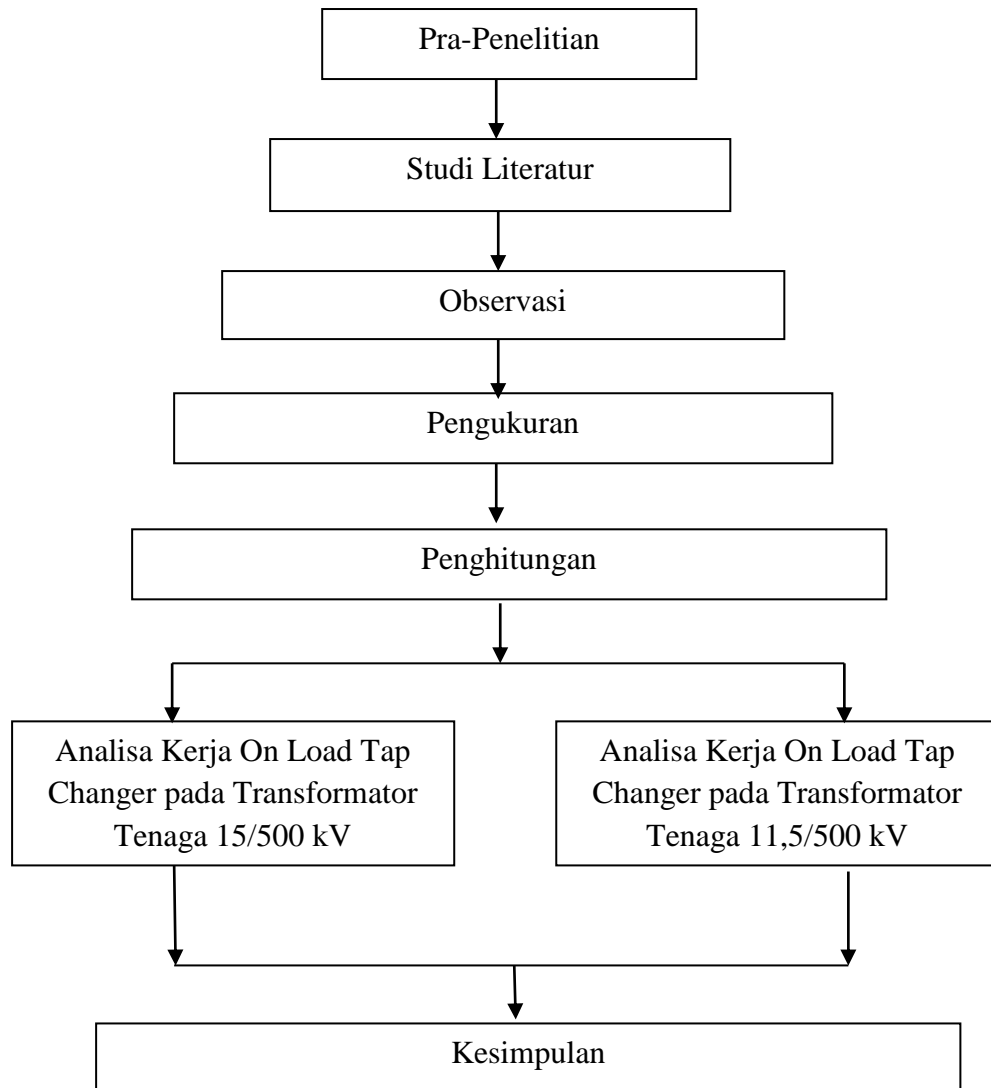 Pra-Penelitian
Studi Literatur
Observasi
Pengukuran
Penghitungan
Analisa Kerja On Load Tap
Changer pada Transformator
Tenaga 15/500 kV
Analisa Kerja On Load Tap
Changer pada Transformator
Tenaga 11,5/500 kV
Kesimpulan